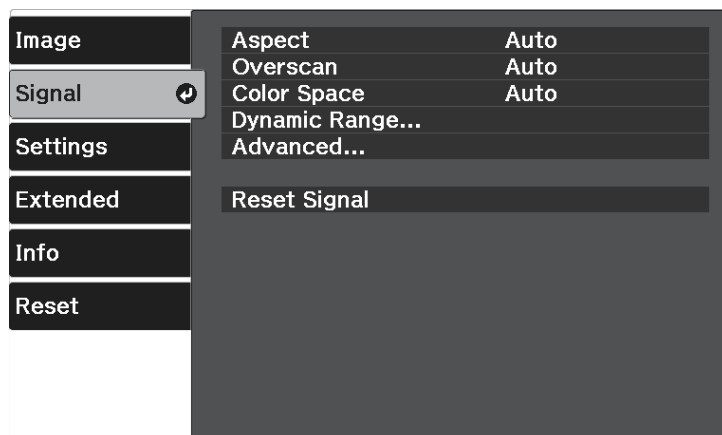 Image
Signal
Settings
Extended
Info
Reset
Aspect Auto
Overscan Auto
Color Space Auto
Dynamic Range...
Advanced...
Reset Signal